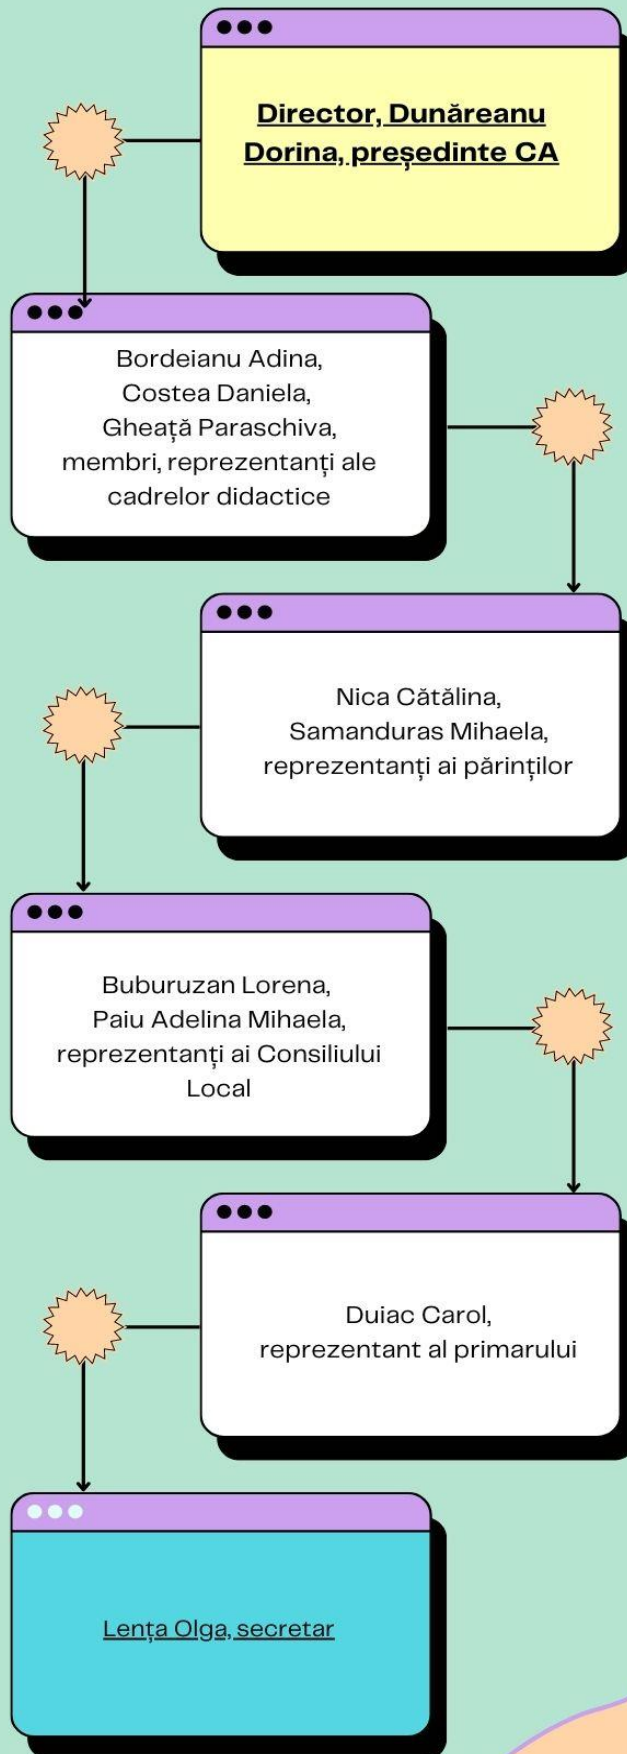 Director, Dunăreanu
Dorina, președinte CA
Bordeianu Adina,
Costea Daniela,
Gheață Paraschiva,
membri, reprezentanți ale
cadrelor didactice
Nica Cătălina,
Samanduras Mihaela,
reprezentanți ai părinților
Buburuzan Lorena,
Paiu Adelina Mihaela,
reprezentanți ai Consiliului
Local
Duiac Carol,
reprezentant al primarului
Lența Olga, secretar